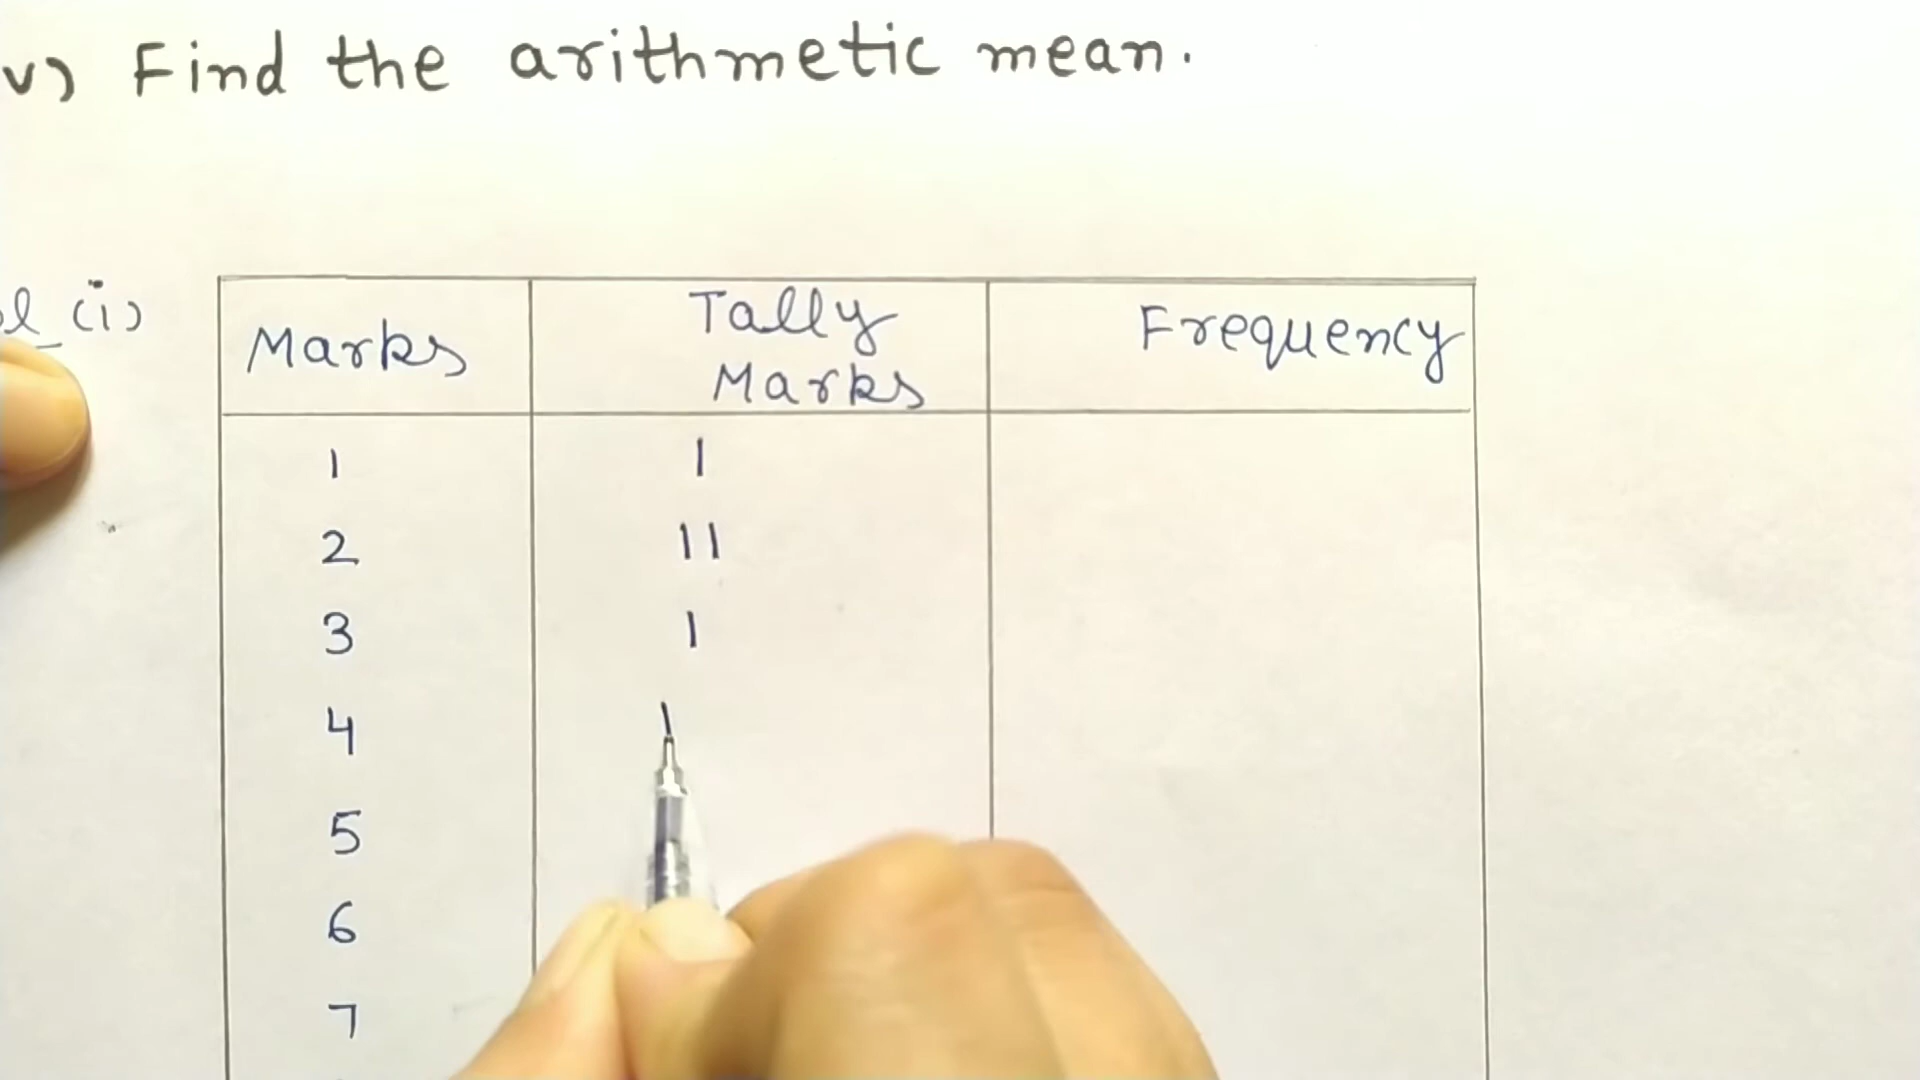 v) Find the arithmetic mean.
(i)
Marks Tally Marks Frequency
1 |
2 ||
3 |
4 |
5
6
7